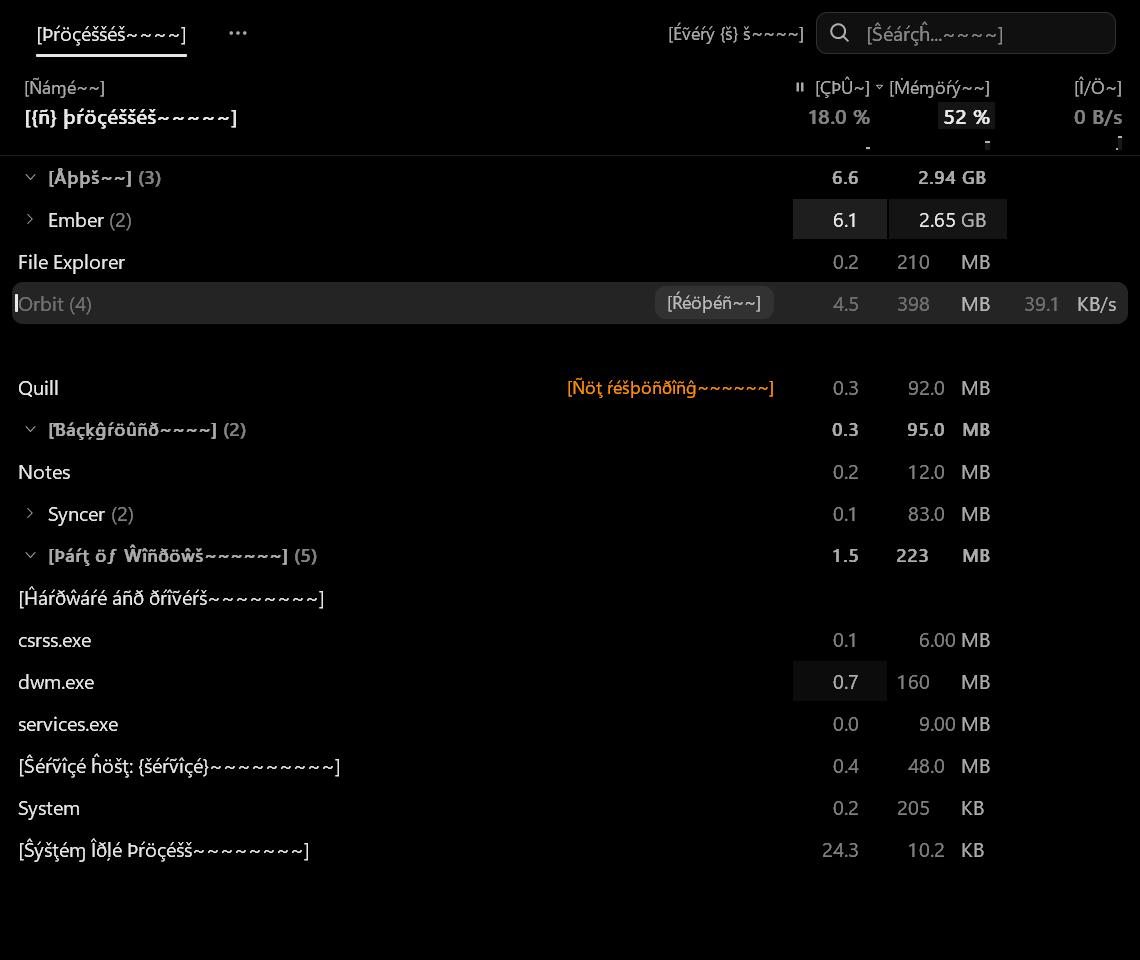 [Þŕöçéššéš~~~~] ··· [Éṽéŕý {š} š~~~~] [Ŝéáŕçĥ...~~~~]
[Ñáɱé~~] [ÇÞÛ~] [Ṁéɱöŕý~~] [Î/Ö~]
[{ñ} þŕöçéššéš~~~~~] 18.0 % 52 % 0 B/s
[Åþþš~~] (3) 6.6 2.94 GB
Ember (2) 6.1 2.65 GB
File Explorer 0.2 210 MB
Orbit (4) [Ŕéöþéñ~~] 4.5 398 MB 39.1 KB/s
Quill [Ñöţ ŕéšþöñðîñĝ~~~~~~] 0.3 92.0 MB
[Ɓáçķĝŕöûñð~~~~] (2) 0.3 95.0 MB
Notes 0.2 12.0 MB
Syncer (2) 0.1 83.0 MB
[Þáŕţ öƒ Ŵîñðöŵš~~~~~~] (5) 1.5 223 MB
[Ĥáŕðŵáŕé áñð ðŕîṽéŕš~~~~~~~~]
csrss.exe 0.1 6.00 MB
dwm.exe 0.7 160 MB
services.exe 0.0 9.00 MB
[Ŝéŕṽîçé ĥöšţ: {šéŕṽîçé}~~~~~~~~~] 0.4 48.0 MB
System 0.2 205 KB
[Ŝýšţéɱ Îðļé Þŕöçéšš~~~~~~~~] 24.3 10.2 KB